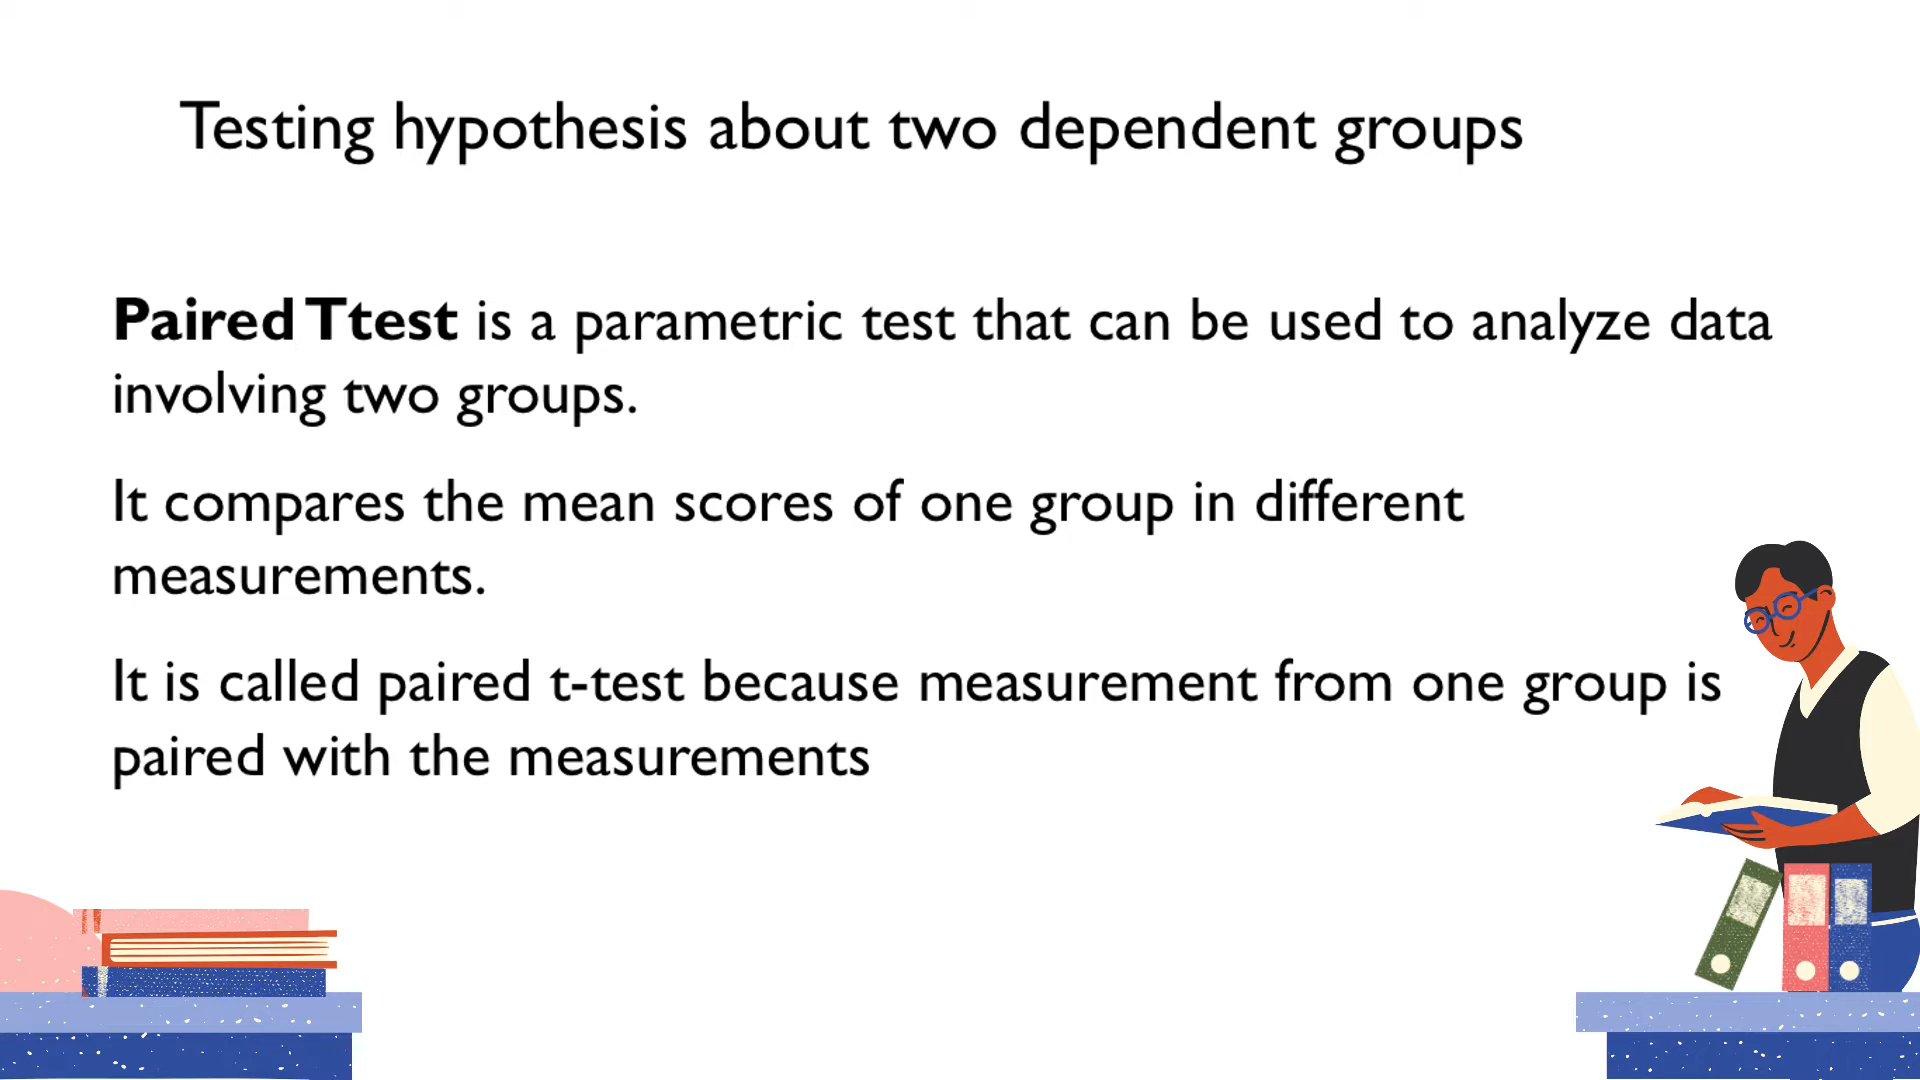 Testing hypothesis about two dependent groups
Paired Ttest is a parametric test that can be used to analyze data
involving two groups.
It compares the mean scores of one group in different
measurements.
It is called paired t-test because measurement from one group is
paired with the measurements